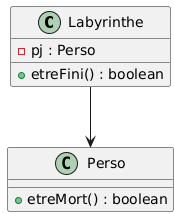 C Labyrinthe
pj : Perso
etreFini() : boolean
C Perso
etreMort() : boolean